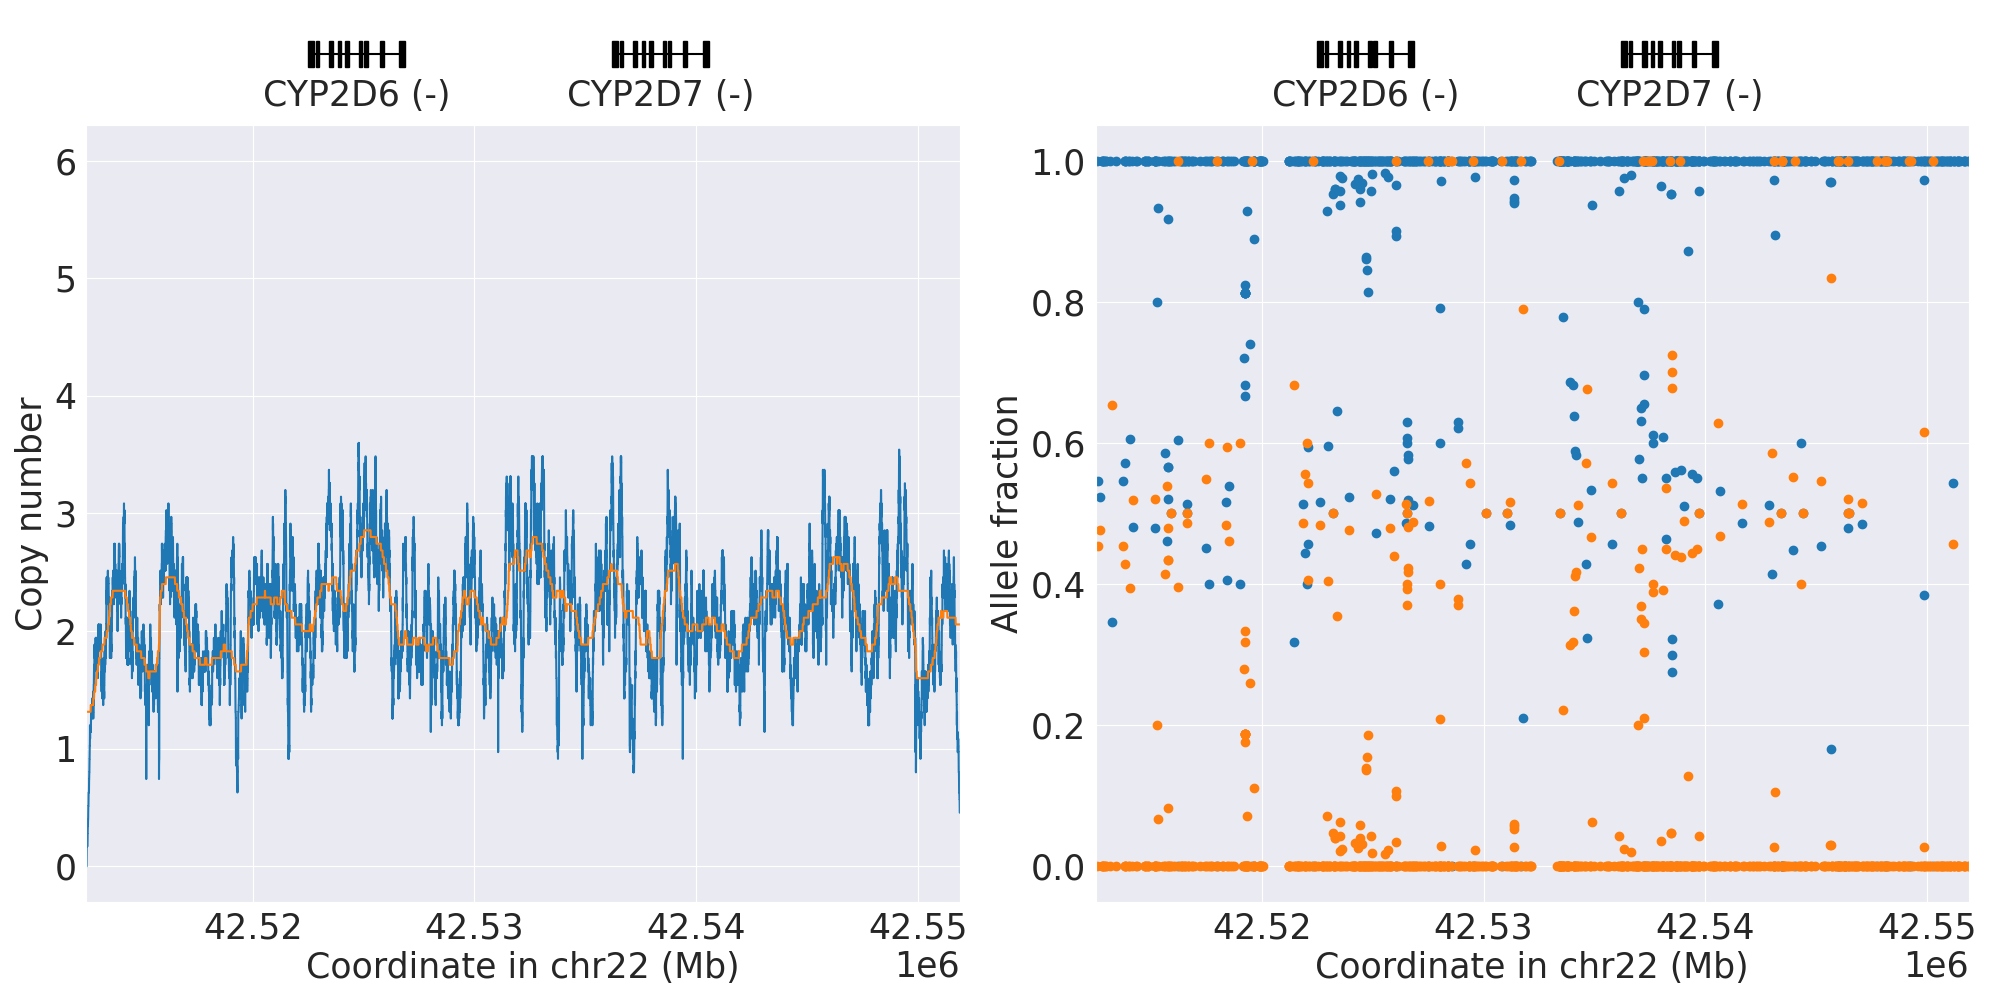 CYP2D6 (-)
CYP2D7 (-)
6
5
4
3
2
1
0
Copy number
42.52
42.53
42.54
42.55
Coordinate in chr22 (Mb)
1e6
CYP2D6 (-)
CYP2D7 (-)
1.0
0.8
0.6
0.4
0.2
0.0
Allele fraction
42.52
42.53
42.54
42.55
Coordinate in chr22 (Mb)
1e6